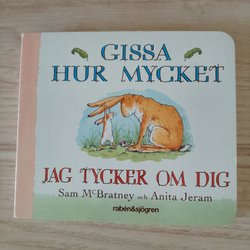 GISSA
HUR MYCKET
JAG TYCKER OM DIG
Sam McBratney och Anita Jeram
rabén&sjögren